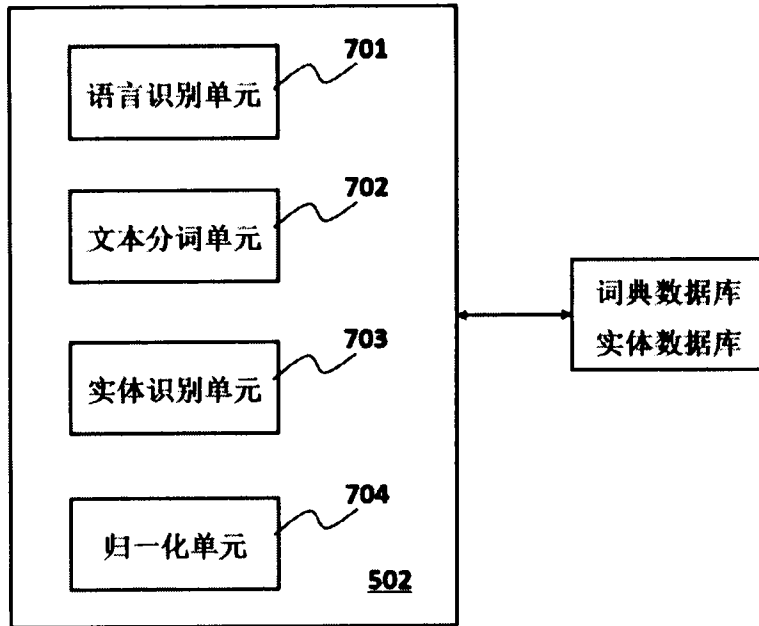 701
语言识别单元
702
文本分词单元
703
实体识别单元
704
归一化单元
502
词典数据库
实体数据库